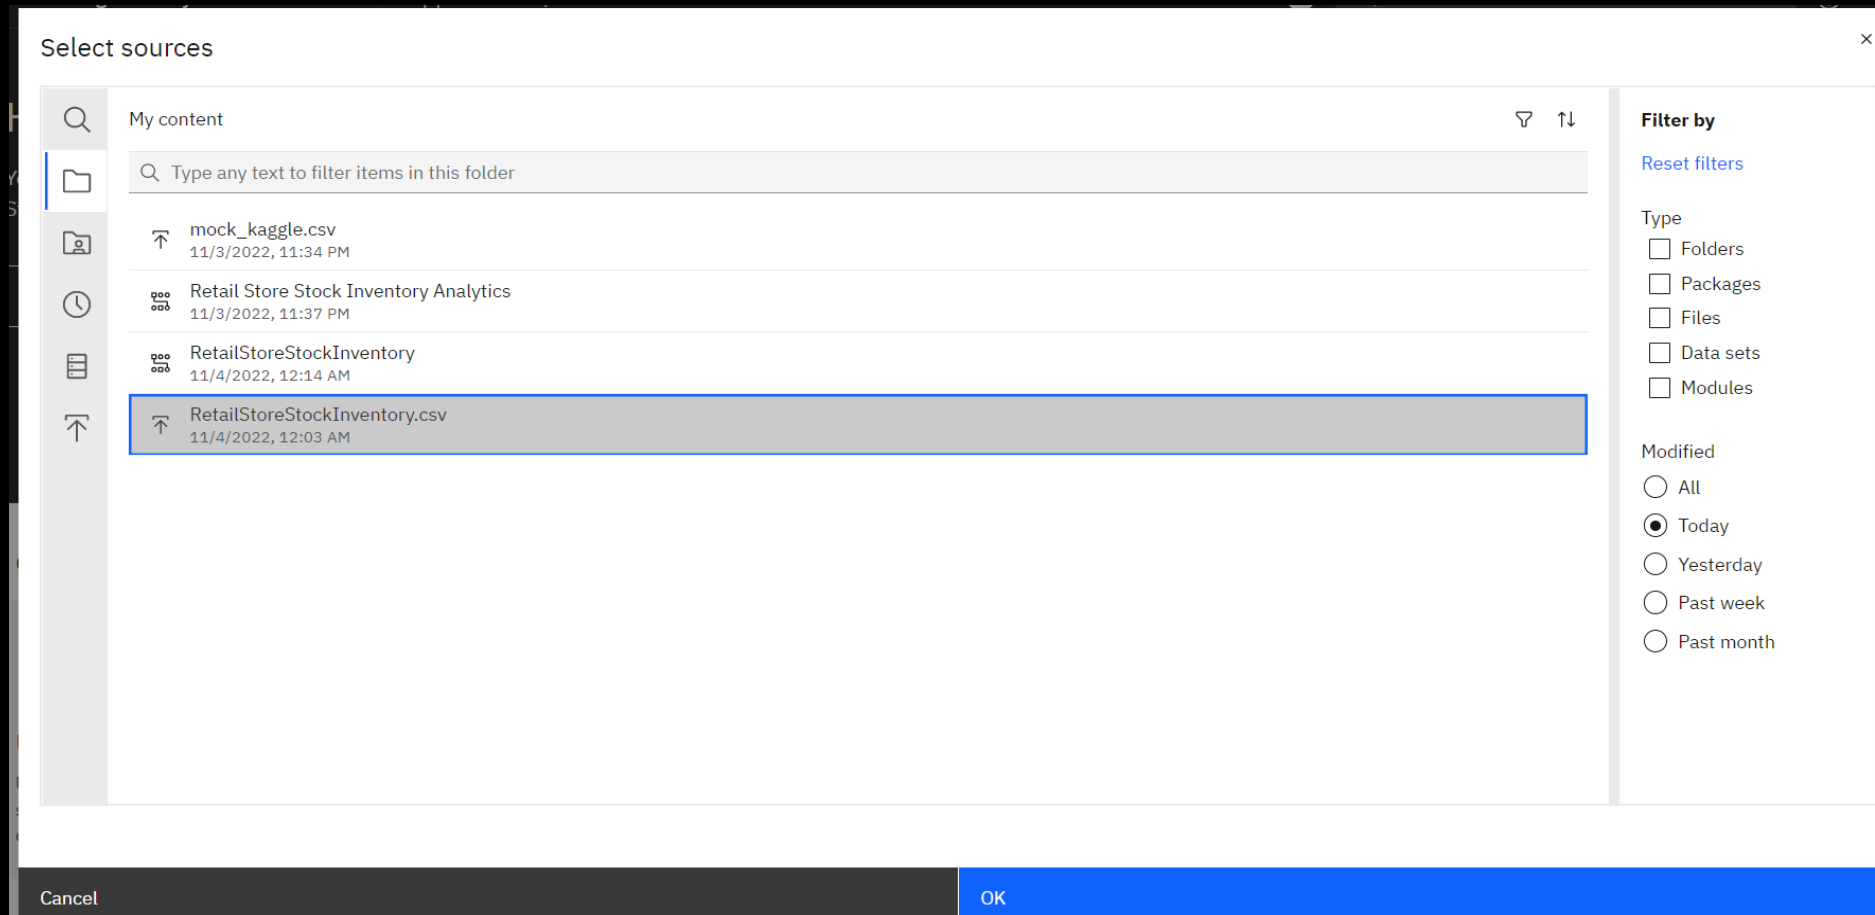 Select sources
My content
Type any text to filter items in this folder
mock_kaggle.csv
11/3/2022, 11:34 PM
Retail Store Stock Inventory Analytics
11/3/2022, 11:37 PM
RetailStoreStockInventory
11/4/2022, 12:14 AM
RetailStoreStockInventory.csv
11/4/2022, 12:03 AM
Filter by
Reset filters
Type
Folders
Packages
Files
Data sets
Modules
Modified
All
Today
Yesterday
Past week
Past month
Cancel
OK